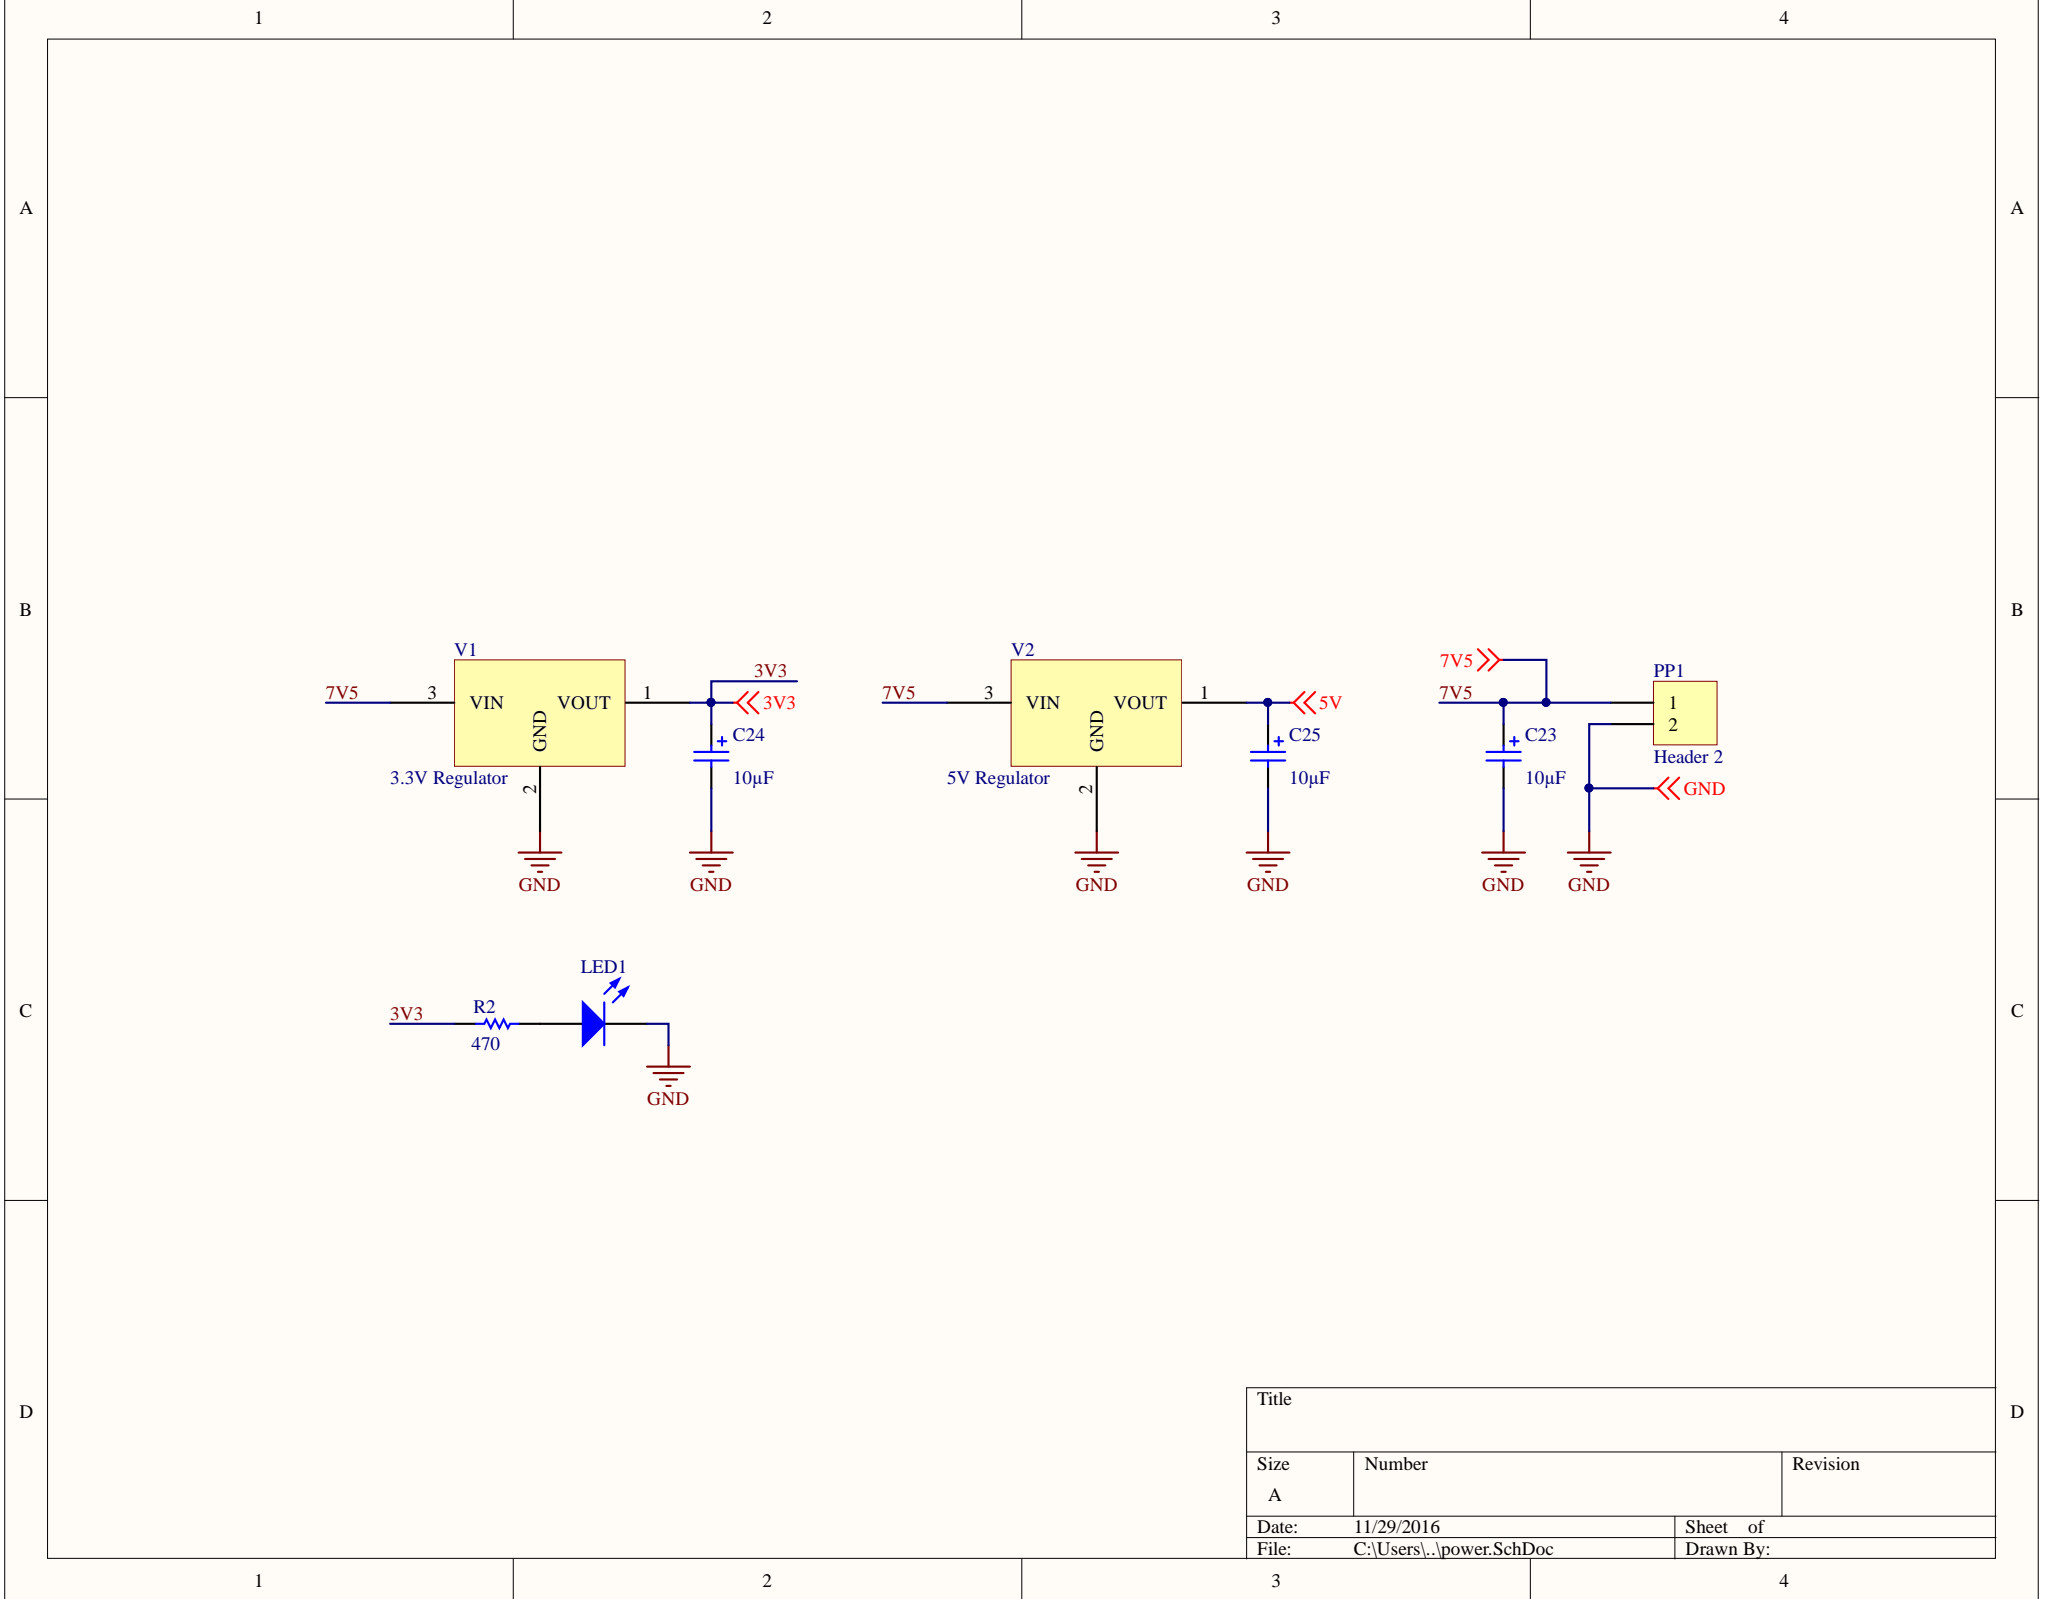 1 2 3 4
A A
B B
V1
7V5 3 VIN VOUT 1 3V3
3V3
GND
C24
3.3V Regulator 2 10µF
GND GND
V2
7V5 3 VIN VOUT 1 5V
GND
C25
5V Regulator 2 10µF
GND GND
7V5
7V5
PP1
1
2
C23
Header 2
10µF
GND
GND GND
LED1
C C
3V3 R2
470
GND
D D
Title
Size Number Revision
A
Date: 11/29/2016 Sheet of
File: C:\Users\..\power.SchDoc Drawn By:
1 2 3 4